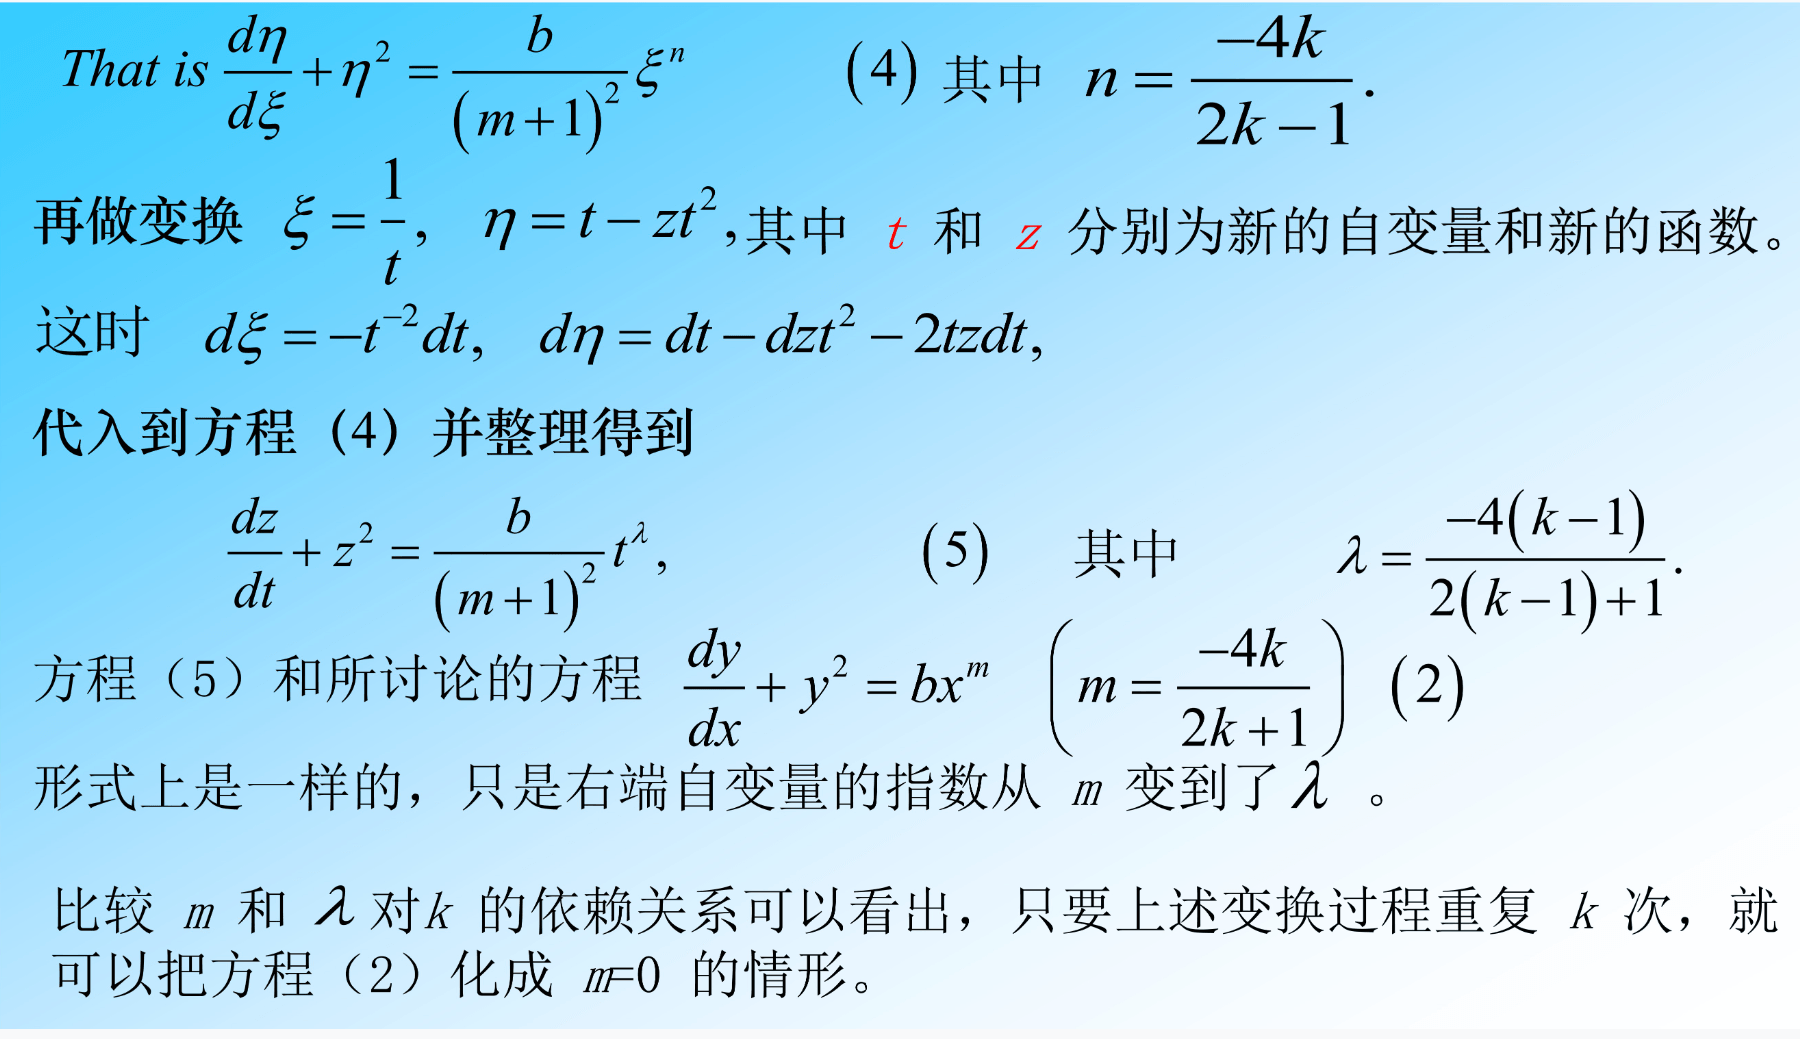 That is \frac{d\eta}{d\xi}+\eta^2=\frac{b}{(m+1)^2}\xi^n (4) 其中 n=\frac{-4k}{2k-1}.
再做变换 \xi=\frac{1}{t}, \eta=t-zt^2,其中 t 和 z 分别为新的自变量和新的函数。
这时 d\xi=-t^{-2}dt, d\eta=dt-dzt^2-2tzdt,
代入到方程（4）并整理得到
\frac{dz}{dt}+z^2=\frac{b}{(m+1)^2}t^\lambda, (5) 其中 \lambda=\frac{-4(k-1)}{2(k-1)+1}.
方程（5）和所讨论的方程 \frac{dy}{dx}+y^2=bx^m \left(m=\frac{-4k}{2k+1}\right) (2)
形式上是一样的，只是右端自变量的指数从 m 变到了λ 。
比较 m 和 λ 对k 的依赖关系可以看出，只要上述变换过程重复 k 次，就
可以把方程（2）化成 m=0 的情形。